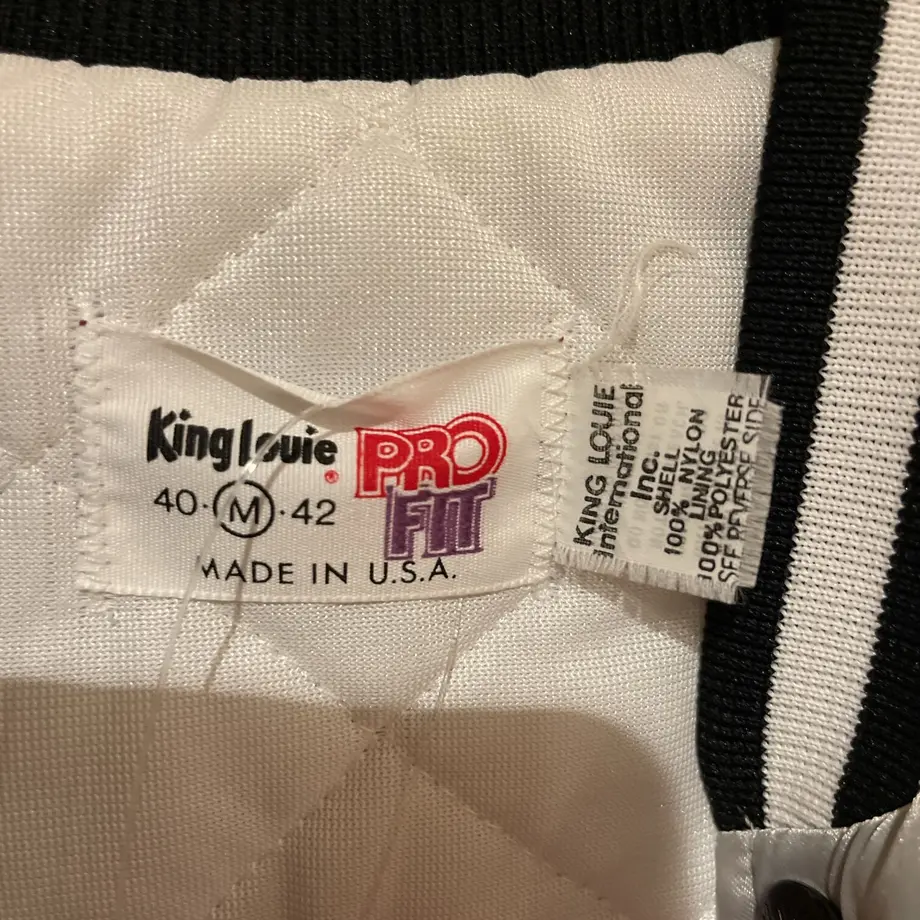 King Louie® PRO
FIT
40·M·42
MADE IN U.S.A.
KING LOUIE
International
Inc.
SHELL
100% NYLON
LINING
100% POLYESTER
SEE REVERSE SIDE